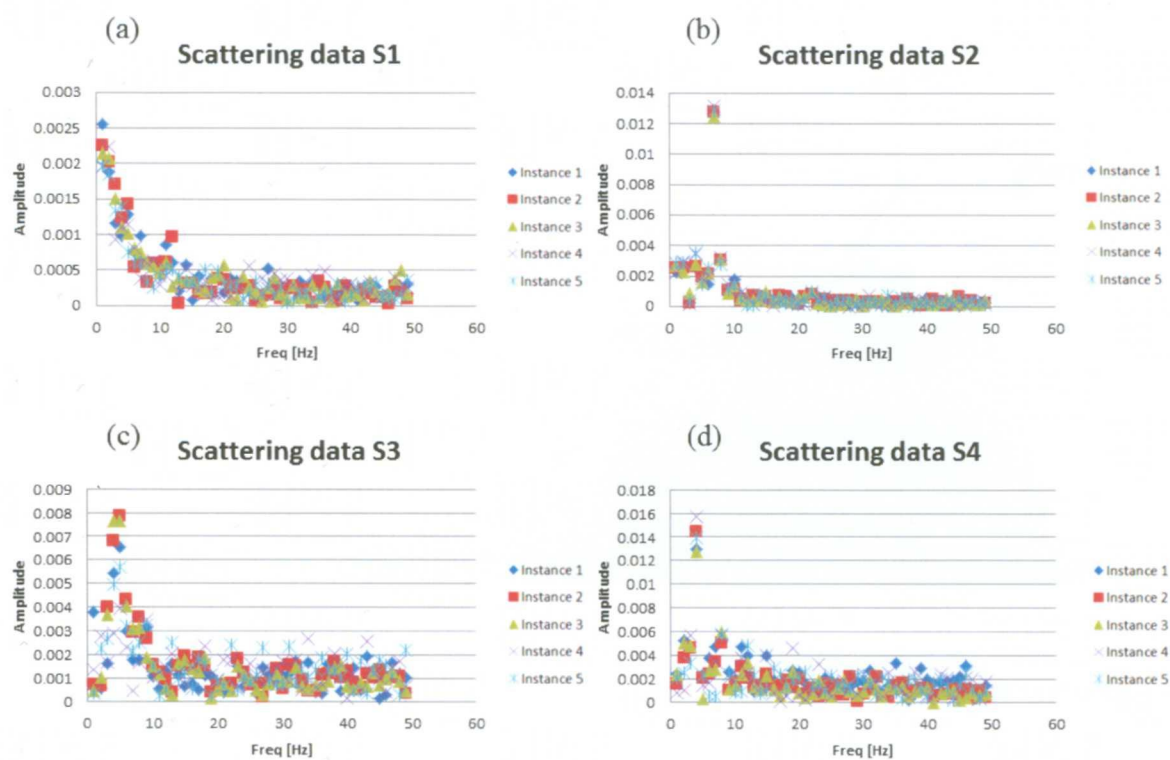 (a)
Scattering data S1
0.003
0.0025
0.002
0.0015
0.001
0.0005
0
Amplitude
0 10 20 30 40 50 60
Freq [Hz]
Instance 1
Instance 2
Instance 3
Instance 4
Instance 5
(b)
Scattering data S2
0.014
0.012
0.01
0.008
0.006
0.004
0.002
0
Amplitude
0 10 20 30 40 50 60
Freq [Hz]
Instance 1
Instance 2
Instance 3
Instance 4
Instance 5
(c)
Scattering data S3
0.009
0.008
0.007
0.006
0.005
0.004
0.003
0.002
0.001
0
Amplitude
0 10 20 30 40 50 60
Freq [Hz]
Instance 1
Instance 2
Instance 3
Instance 4
Instance 5
(d)
Scattering data S4
0.018
0.016
0.014
0.012
0.01
0.008
0.006
0.004
0.002
0
Amplitude
0 10 20 30 40 50 60
Freq [Hz]
Instance 1
Instance 2
Instance 3
Instance 4
Instance 5